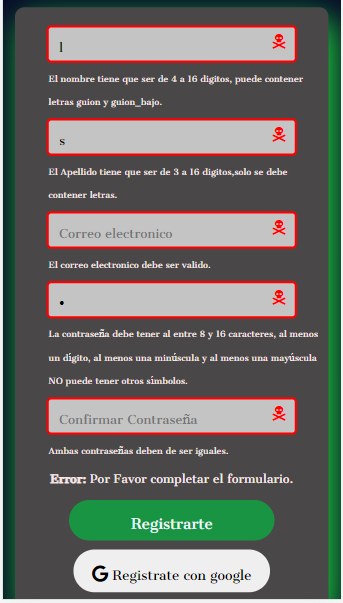 l
El nombre tiene que ser de 4 a 16 digitos, puede contener
letras guion y guion_bajo.
s
El Apellido tiene que ser de 3 a 16 digitos,solo se debe
contener letras.
Correo electronico
El correo electronico debe ser valido.
•
La contraseña debe tener al entre 8 y 16 caracteres, al menos
un dígito, al menos una minúscula y al menos una mayúscula
NO puede tener otros símbolos.
Confirmar Contraseña
Ambas contraseñas deben de ser iguales.
Error: Por Favor completar el formulario.
Registrarte
G Registrate con google